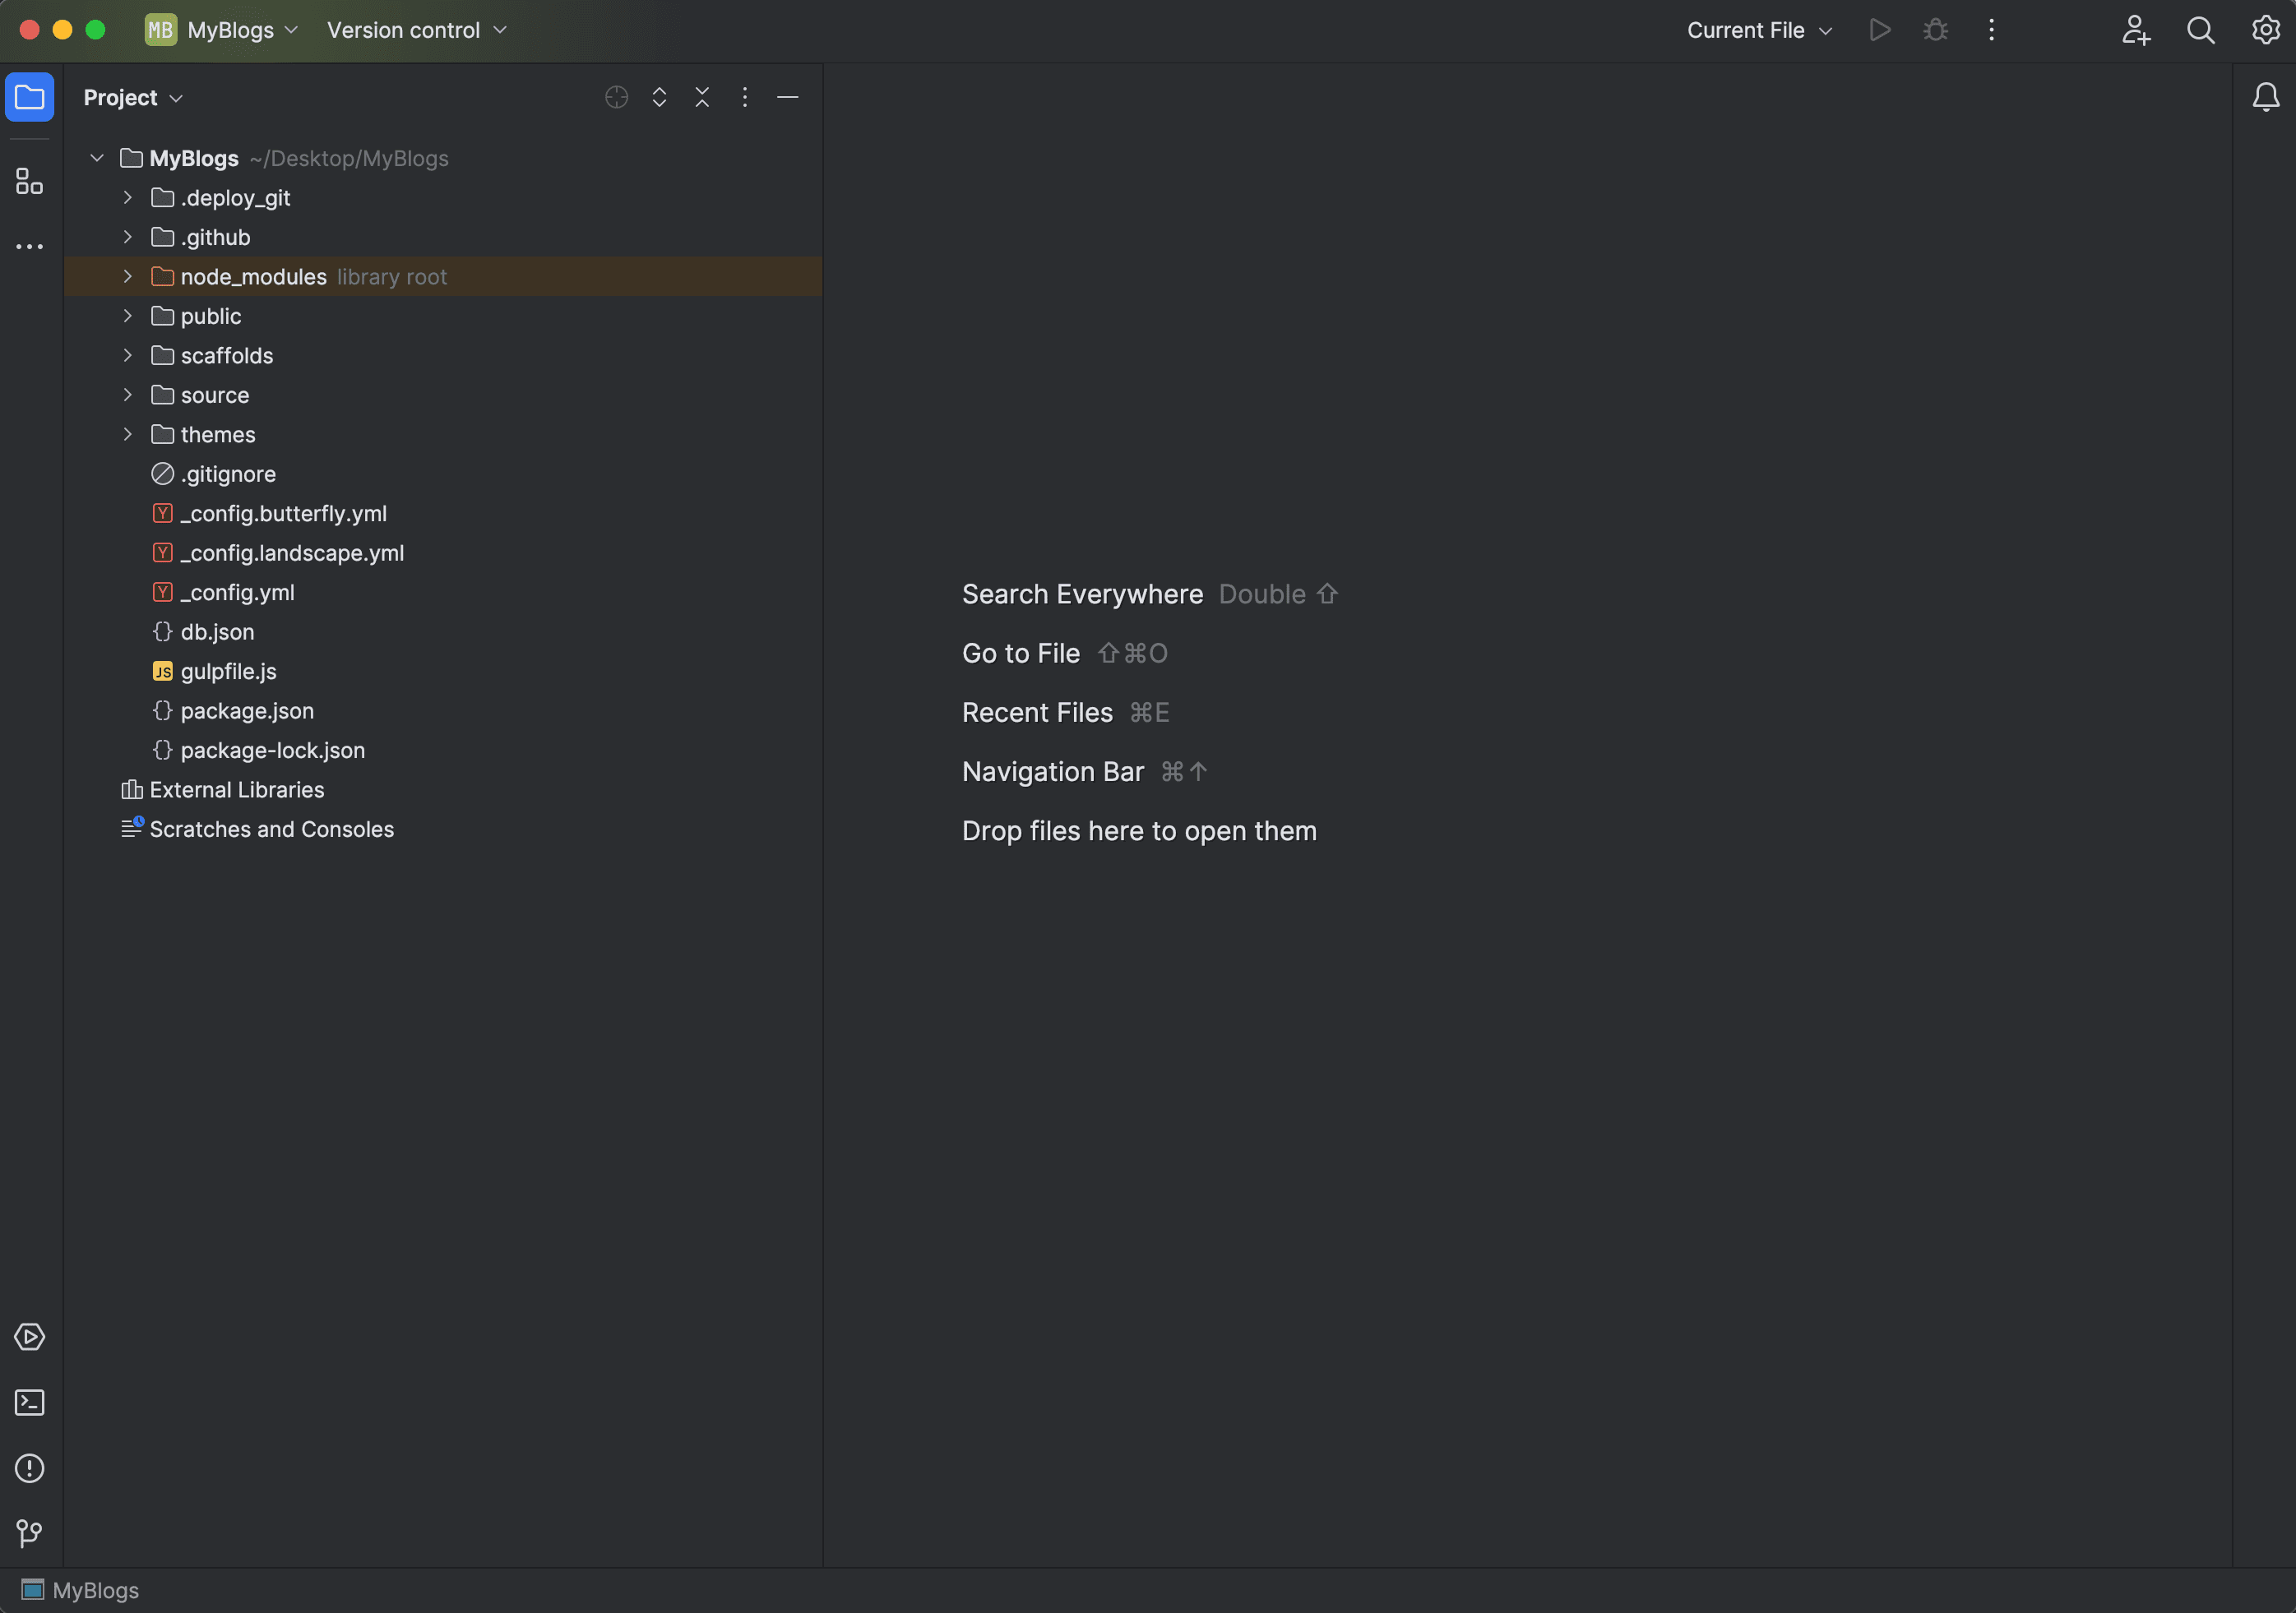 MB MyBlogs Version control Current File
Project
MyBlogs ~/Desktop/MyBlogs
.deploy_git
.github
node_modules library root
public
scaffolds
source
themes
.gitignore
Y _config.butterfly.yml
Y _config.landscape.yml
Y _config.yml
{} db.json
JS gulpfile.js
{} package.json
{} package-lock.json
External Libraries
Scratches and Consoles
Search Everywhere Double ⇧
Go to File ⇧⌘O
Recent Files ⌘E
Navigation Bar ⌘↑
Drop files here to open them
MyBlogs